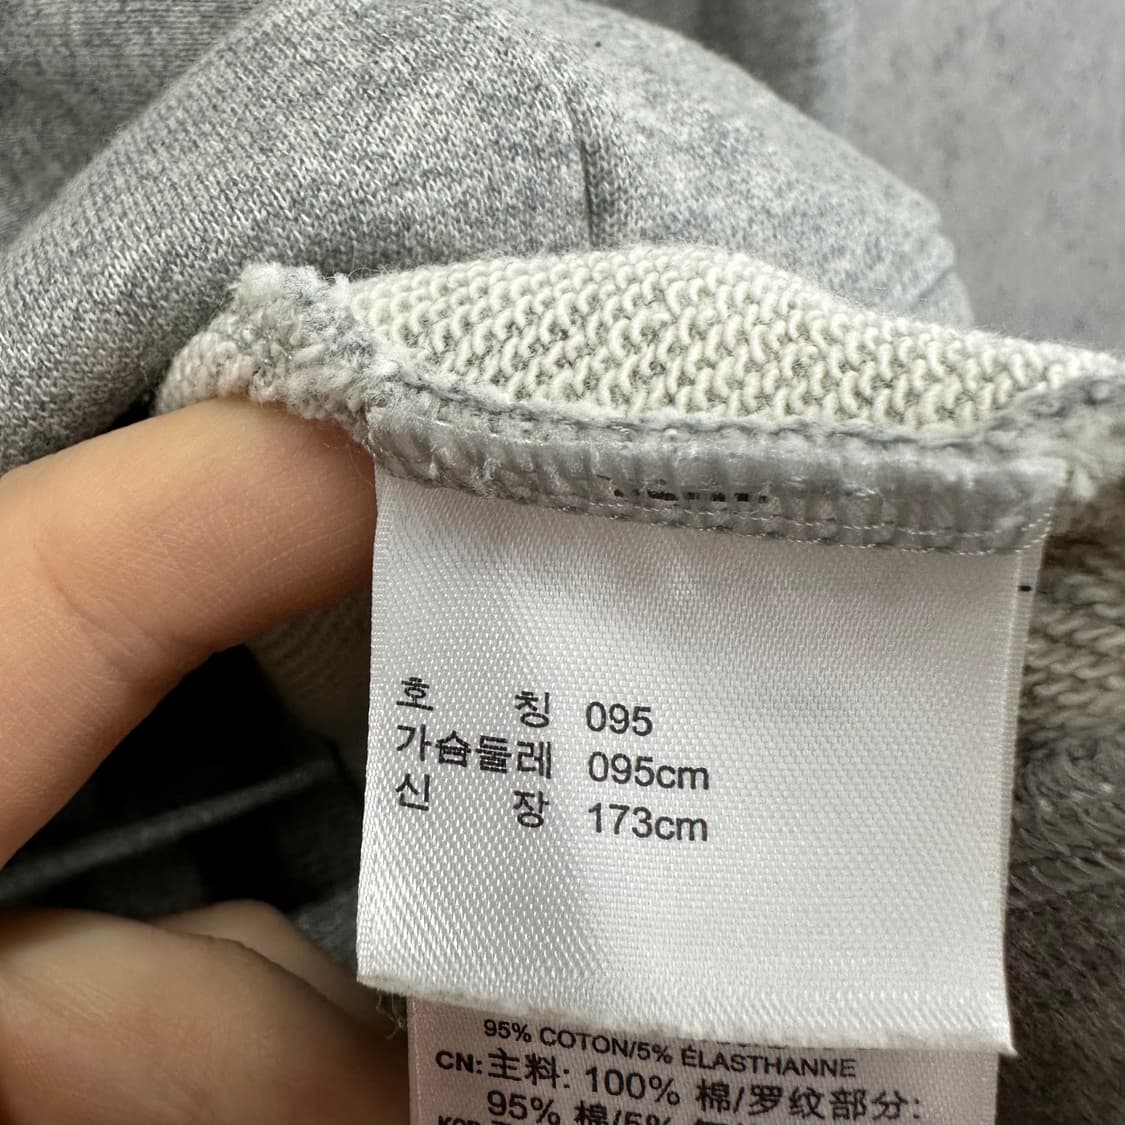 호 칭 095
가슴둘레 095cm
신 장 173cm
95% COTON/5% ÉLASTHANNE
CN: 主料: 100% 棉/罗纹部分:
95% 棉/5%